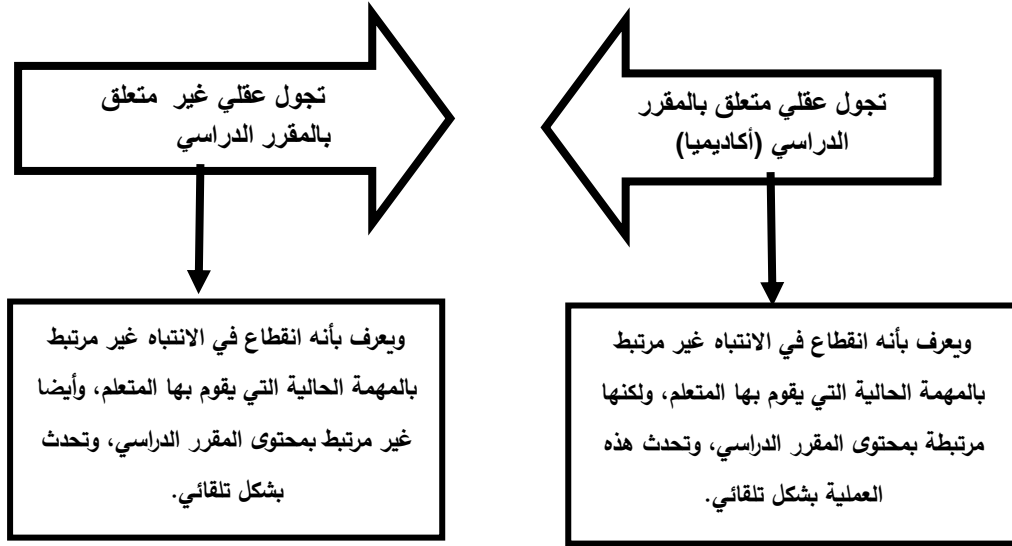 تجول عقلي متعلق بالمقرر
الدراسي (أكاديميا)
ويعرف بأنه انقطاع في الانتباه غير مرتبط
بالمهمة الحالية التي يقوم بها المتعلم، ولكنها
مرتبطة بمحتوى المقرر الدراسي، وتحدث هذه
العملية بشكل تلقائي.
تجول عقلي غير متعلق
بالمقرر الدراسي
ويعرف بأنه انقطاع في الانتباه غير مرتبط
بالمهمة الحالية التي يقوم بها المتعلم، وأيضا
غير مرتبط بمحتوى المقرر الدراسي، وتحدث
بشكل تلقائي.